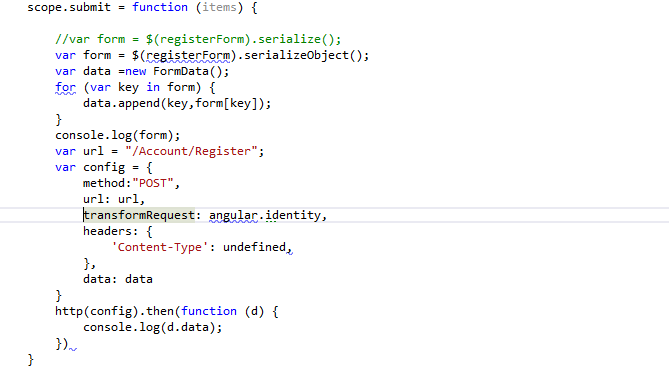 scope.submit = function (items) {
//var form = $(registerForm).serialize();
var form = $(registerForm).serializeObject();
var data =new FormData();
for (var key in form) {
data.append(key,form[key]);
}
console.log(form);
var url = "/Account/Register";
var config = {
method:"POST",
url: url,
transformRequest: angular.identity,
headers: {
'Content-Type': undefined,
},
data: data
}
http(config).then(function (d) {
console.log(d.data);
})
}